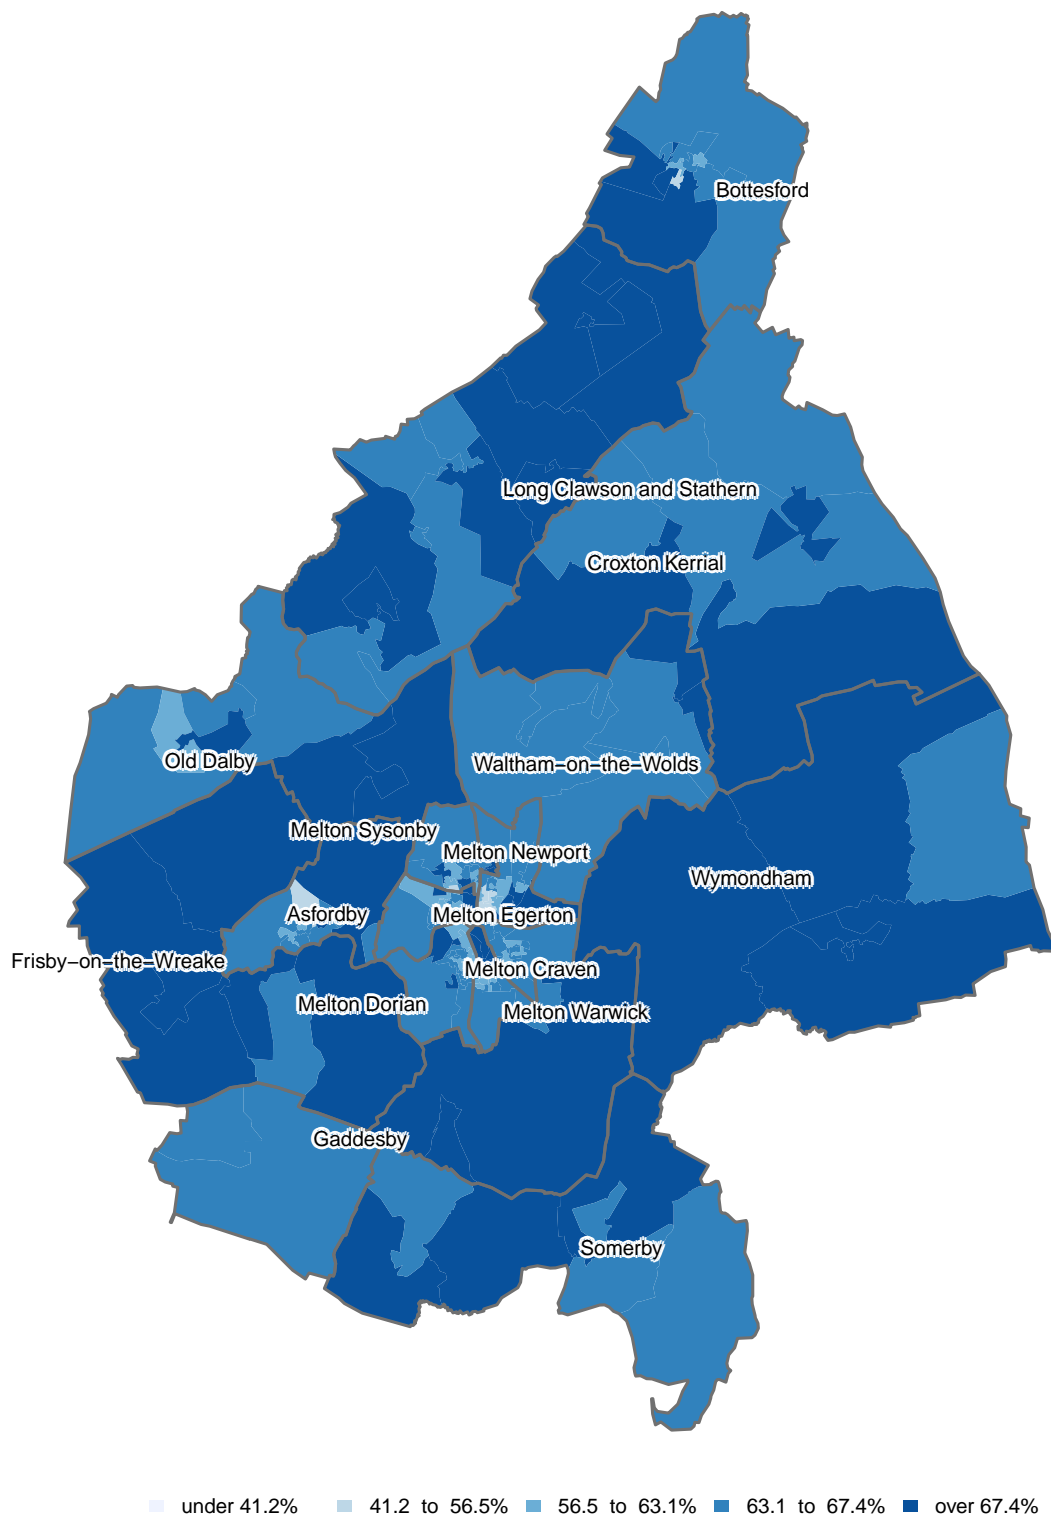 Bottesford
Long Clawson and Stathern
Croxton Kerrial
Old Dalby
Waltham–on–the–Wolds
Melton Sysonby
Melton Newport
Wymondham
Asfordby
Melton Egerton
Frisby–on–the–Wreake
Melton Craven
Melton Dorian
Melton Warwick
Gaddesby
Somerby
under 41.2% 41.2 to 56.5% 56.5 to 63.1% 63.1 to 67.4% over 67.4%